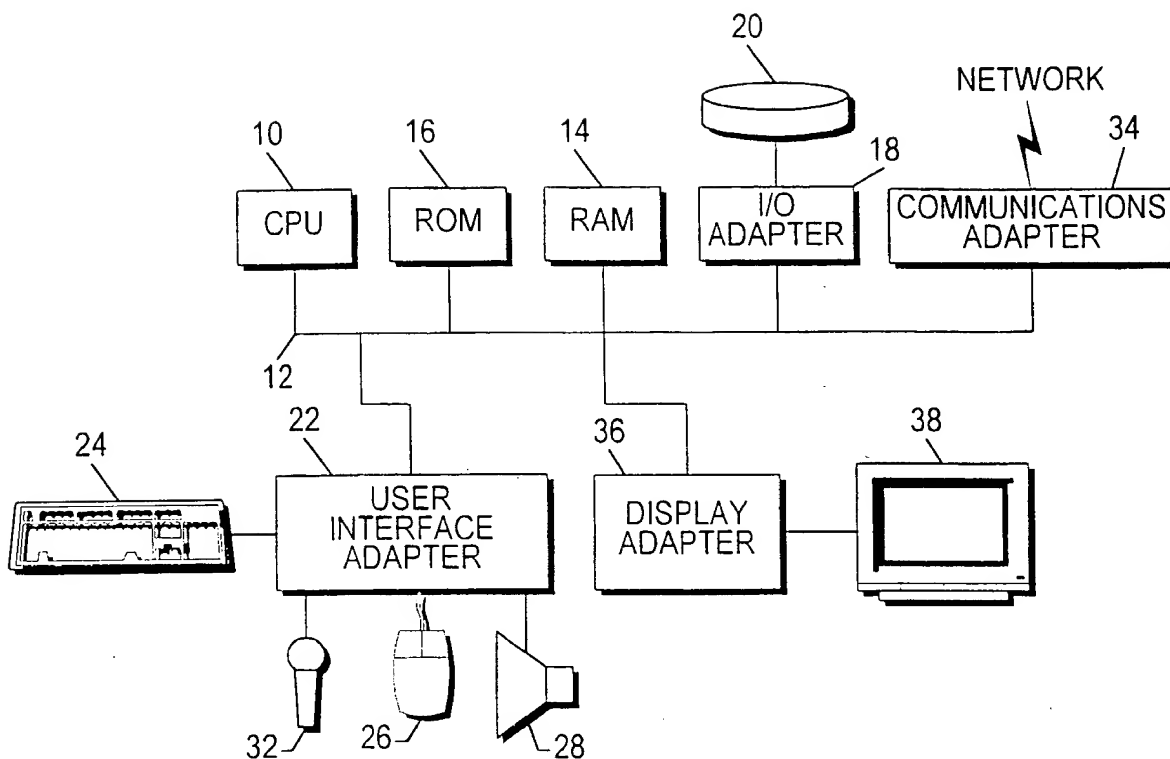 20
NETWORK
10
16
14
18
34
CPU
ROM
RAM
I/O
ADAPTER
COMMUNICATIONS
ADAPTER
12
24
22
36
38
USER
INTERFACE
ADAPTER
DISPLAY
ADAPTER
32
26
28